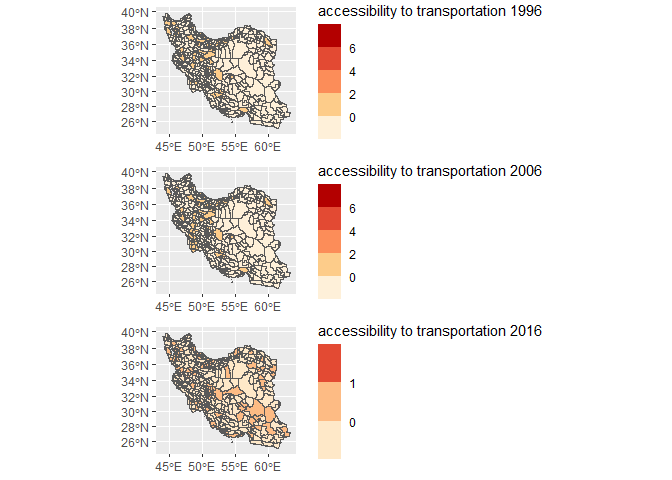 accessibility to transportation 1996
40°N
38°N
36°N
34°N
32°N
30°N
28°N
26°N
45°E 50°E 55°E 60°E
6
4
2
0
accessibility to transportation 2006
40°N
38°N
36°N
34°N
32°N
30°N
28°N
26°N
45°E 50°E 55°E 60°E
6
4
2
0
accessibility to transportation 2016
40°N
38°N
36°N
34°N
32°N
30°N
28°N
26°N
45°E 50°E 55°E 60°E
1
0